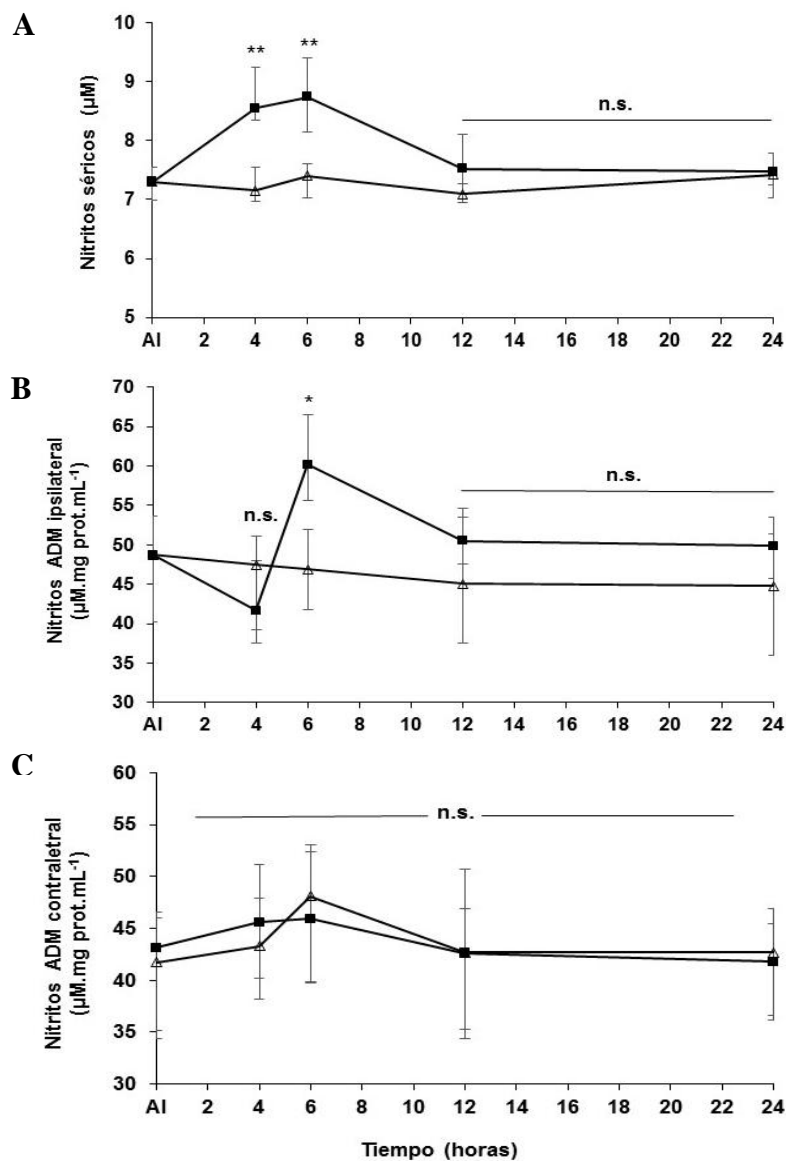 A
Nitritos séricos (µM)
10
9
8
7
6
5
** **
n.s.
AI 2 4 6 8 10 12 14 16 18 20 22 24
B
Nitritos ADM ipsilateral
(µM.mg prot.mL-1)
70
65
60
55
50
45
40
35
30
*
n.s.
n.s.
AI 2 4 6 8 10 12 14 16 18 20 22 24
C
Nitritos ADM contraletral
(µM.mg prot.mL-1)
60
55
50
45
40
35
30
n.s.
AI 2 4 6 8 10 12 14 16 18 20 22 24
Tiempo (horas)